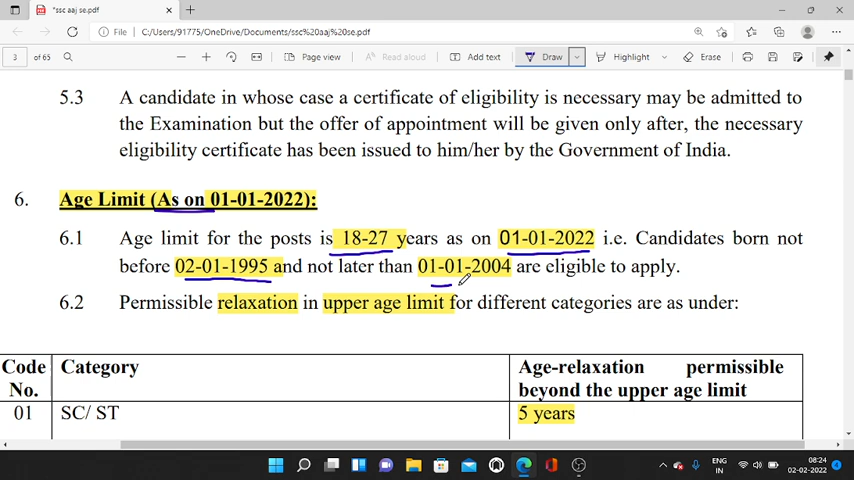 *ssc aaj se.pdf
File
C:/Users/91775/OneDrive/Documents/ssc%20aaj%20se.pdf
3 of 65
Page view
Read aloud
Add text
Draw
Highlight
Erase
5.3 A candidate in whose case a certificate of eligibility is necessary may be admitted to
the Examination but the offer of appointment will be given only after, the necessary
eligibility certificate has been issued to him/her by the Government of India.
6. Age Limit (As on 01-01-2022):
6.1 Age limit for the posts is 18-27 years as on 01-01-2022 i.e. Candidates born not
before 02-01-1995 and not later than 01-01-2004 are eligible to apply.
6.2 Permissible relaxation in upper age limit for different categories are as under:
Code No. Category Age-relaxation permissible
beyond the upper age limit
01 SC/ ST 5 years
ENG
IN
08:24
02-02-2022